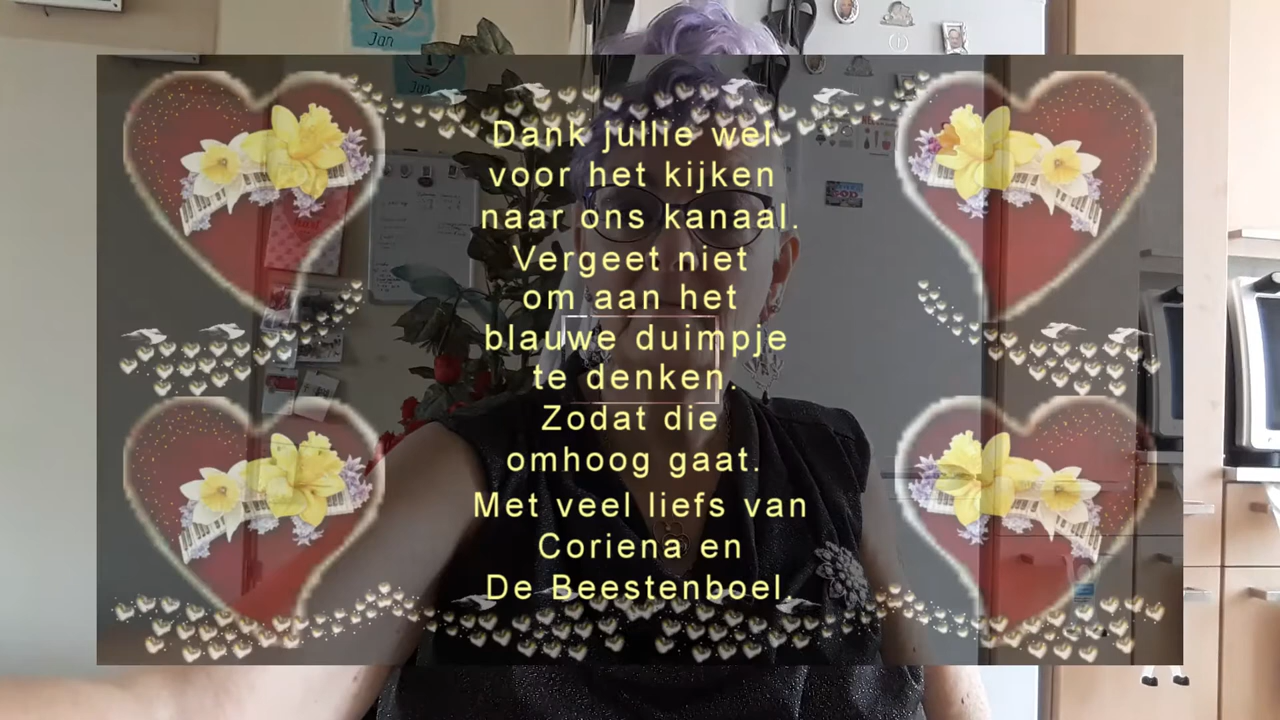 Jan
Jan
Dank jullie wel
voor het kijken
naar ons kanaal.
Vergeet niet
om aan het
blauwe duimpje
te denken.
Zodat die
omhoog gaat.
Met veel liefs van
Coriena en
De Beestenboel.